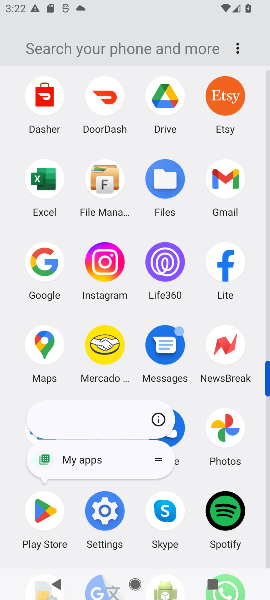 3:22
Search your phone and more
Dasher DoorDash Drive Etsy
Etsy
Excel File Mana... Files Gmail
Google Instagram Life360 Lite
Maps Mercado ... Messages NewsBreak
Photos
My apps
Play Store Settings Skype Spotify